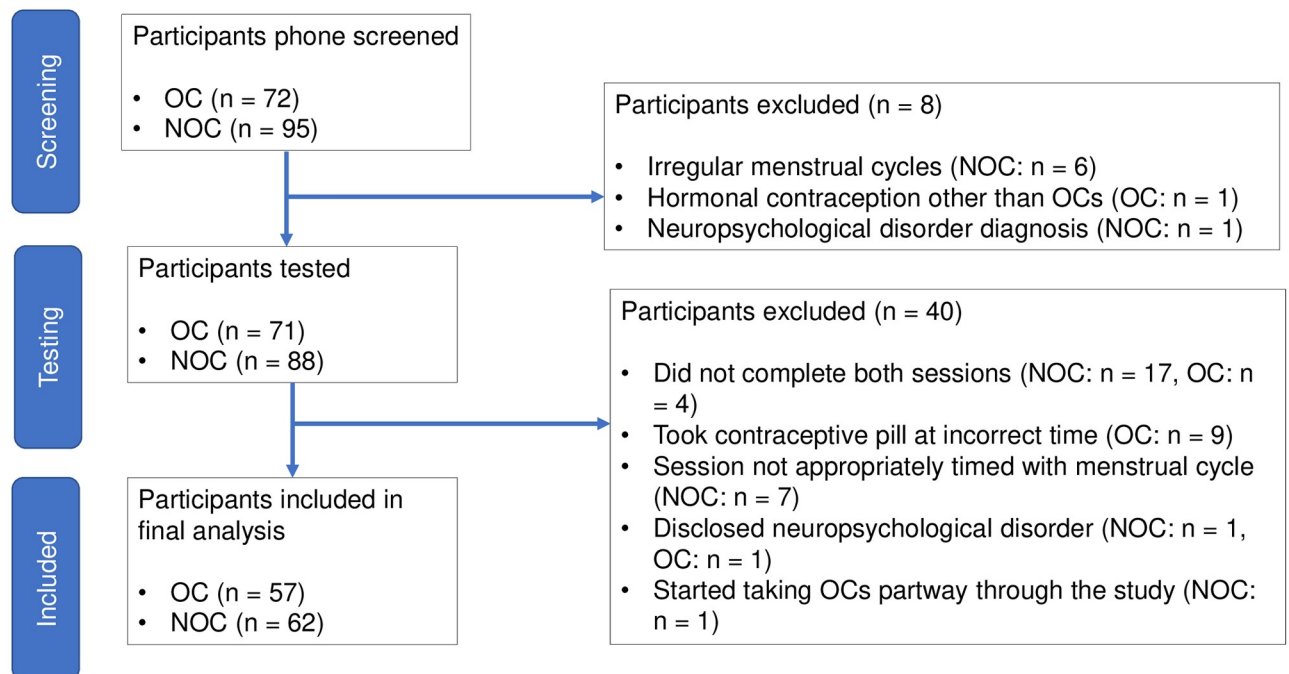 Screening
Participants phone screened
• OC (n = 72)
• NOC (n = 95)
Participants excluded (n = 8)
• Irregular menstrual cycles (NOC: n = 6)
• Hormonal contraception other than OCs (OC: n = 1)
• Neuropsychological disorder diagnosis (NOC: n = 1)
Testing
Participants tested
• OC (n = 71)
• NOC (n = 88)
Participants excluded (n = 40)
• Did not complete both sessions (NOC: n = 17, OC: n
= 4)
• Took contraceptive pill at incorrect time (OC: n = 9)
• Session not appropriately timed with menstrual cycle
(NOC: n = 7)
• Disclosed neuropsychological disorder (NOC: n = 1,
OC: n = 1)
• Started taking OCs partway through the study (NOC:
n = 1)
Included
Participants included in
final analysis
• OC (n = 57)
• NOC (n = 62)